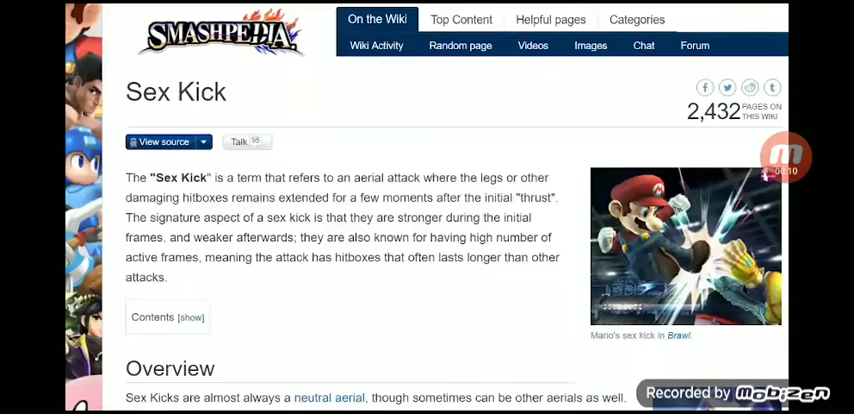 SMASHPEDIA
On the Wiki Top Content Helpful pages Categories
Wiki Activity Random page Videos Images Chat Forum
Sex Kick
2,432 PAGES ON THIS WIKI
View source Talk 95
08:10
The "Sex Kick" is a term that refers to an aerial attack where the legs or other
damaging hitboxes remains extended for a few moments after the initial "thrust".
The signature aspect of a sex kick is that they are stronger during the initial
frames, and weaker afterwards; they are also known for having high number of
active frames, meaning the attack has hitboxes that often lasts longer than other
attacks.
Contents [show]
Mario's sex kick in Brawl.
Overview
Sex Kicks are almost always a neutral aerial, though sometimes can be other aerials as well.
Recorded by Mobizen